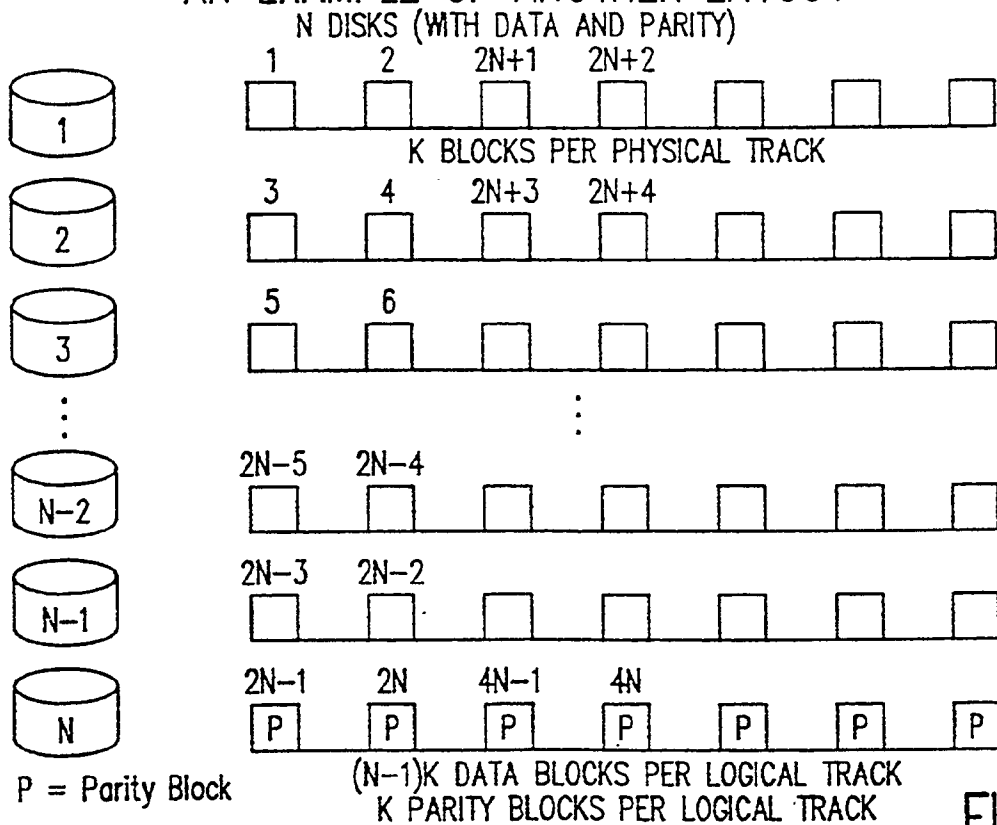 N DISKS (WITH DATA AND PARITY)
1 2 2N+1 2N+2
1
K BLOCKS PER PHYSICAL TRACK
3 4 2N+3 2N+4
2
5 6
3
2N-5 2N-4
N-2
2N-3 2N-2
N-1
2N-1 2N 4N-1 4N
N P P P P P P P
(N-1)K DATA BLOCKS PER LOGICAL TRACK
P = Parity Block
K PARITY BLOCKS PER LOGICAL TRACK